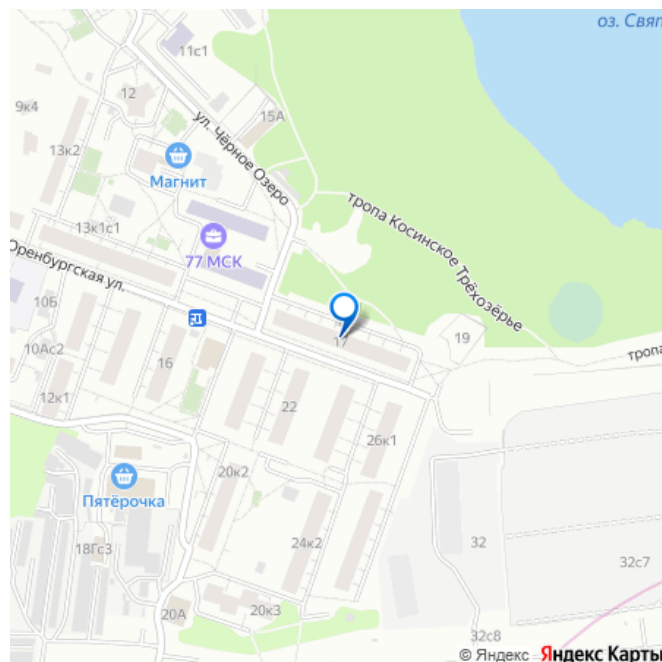 оз. Свят
11с1
12
9к4
15А
ул. Чёрное Озеро
13к2
Магнит
тропа Косинское Трёхозёрье
13к1с1
77 МСК
Оренбургская ул.
10Б
17
19
10Ас2
16
тропа
12к1
22
26к1
20к2
Пятёрочка
24к2
32
18Гс3
32с7
20А
20к3
32с8
© Яндекс Яндекс Карты